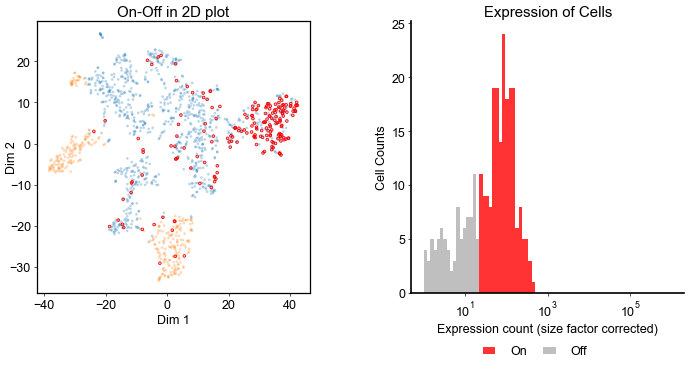 On-Off in 2D plot
Expression of Cells
20
10
0
−10
−20
−30
Dim 2
−40
−20
0
20
40
Dim 1
25
20
15
10
5
0
Cell Counts
10^1
10^3
10^5
Expression count (size factor corrected)
On
Off